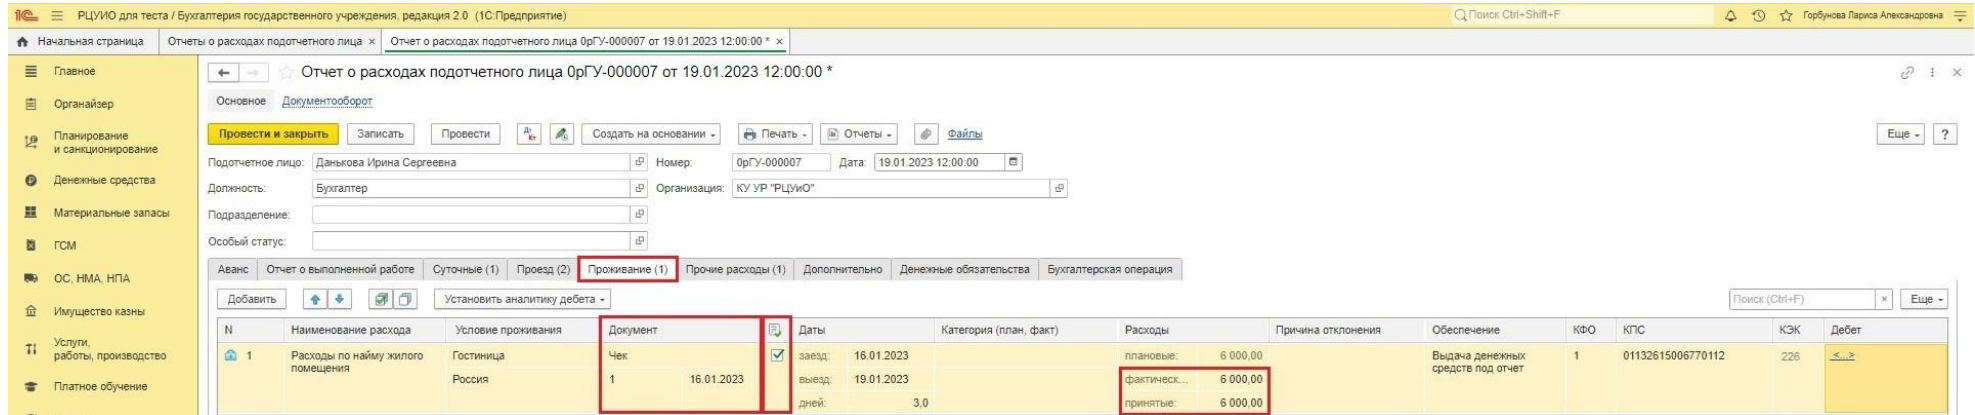 1С РЦУИО для теста / Бухгалтерия государственного учреждения, редакция 2.0 (1С:Предприятие) Поиск Ctrl+Shift+F Горбунова Лариса Александровна
Начальная страница Отчеты о расходах подотчетного лица × Отчет о расходах подотчетного лица 0рГУ-000007 от 19.01.2023 12:00:00 * ×
Главное
Органайзер
Планирование
и санкционирование
Денежные средства
Материальные запасы
ГСМ
ОС, НМА, НПА
Имущество казны
Услуги,
работы, производство
Платное обучение
Отчет о расходах подотчетного лица 0рГУ-000007 от 19.01.2023 12:00:00 *
Основное Документооборот
Провести и закрыть Записать Провести Дт Кт Создать на основании Печать Отчеты Файлы Еще ?
Подотчетное лицо: Данькова Ирина Сергеевна Номер: 0рГУ-000007 Дата: 19.01.2023 12:00:00
Должность: Бухгалтер Организация: КУ УР "РЦУиО"
Подразделение:
Особый статус:
Аванс Отчет о выполненной работе Суточные (1) Проезд (2) Проживание (1) Прочие расходы (1) Дополнительно Денежные обязательства Бухгалтерская операция
Добавить Установить аналитику дебета Поиск (Ctrl+F) × Еще
N Наименование расхода Условие проживания Документ Даты Категория (план, факт) Расходы Причина отклонения Обеспечение КФО КПС КЭК Дебет
1 Расходы по найму жилого Гостиница Чек заезд: 16.01.2023 плановые: 6 000,00 Выдача денежных 1 01132615006770112 226 <...>
помещения средств под отчет
Россия 1 16.01.2023 выезд: 19.01.2023 фактическ... 6 000,00
дней: 3,0 принятые: 6 000,00